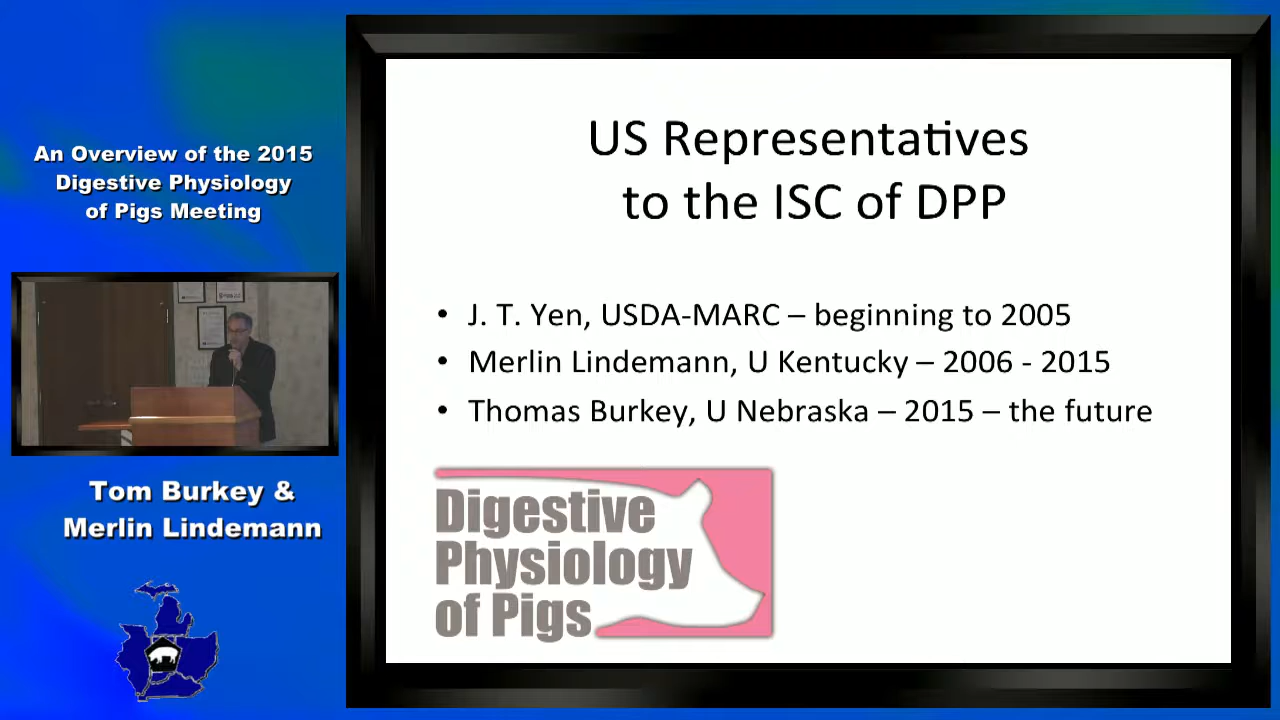 An Overview of the 2015
Digestive Physiology
of Pigs Meeting
Tom Burkey &
Merlin Lindemann
US Representatives
to the ISC of DPP
• J. T. Yen, USDA-MARC – beginning to 2005
• Merlin Lindemann, U Kentucky – 2006 - 2015
• Thomas Burkey, U Nebraska – 2015 – the future
Digestive
Physiology
of Pigs